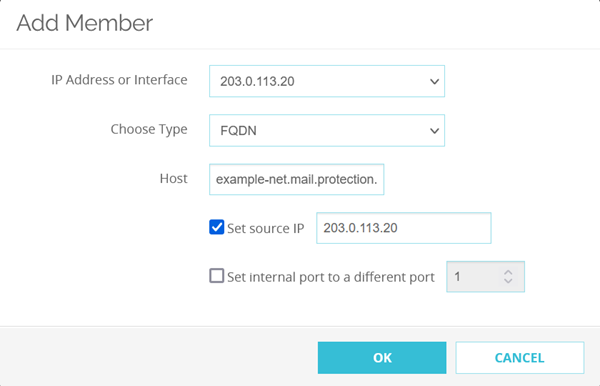 Add Member
IP Address or Interface 203.0.113.20
Choose Type FQDN
Host example-net.mail.protection.
Set source IP 203.0.113.20
Set internal port to a different port 1
OK CANCEL